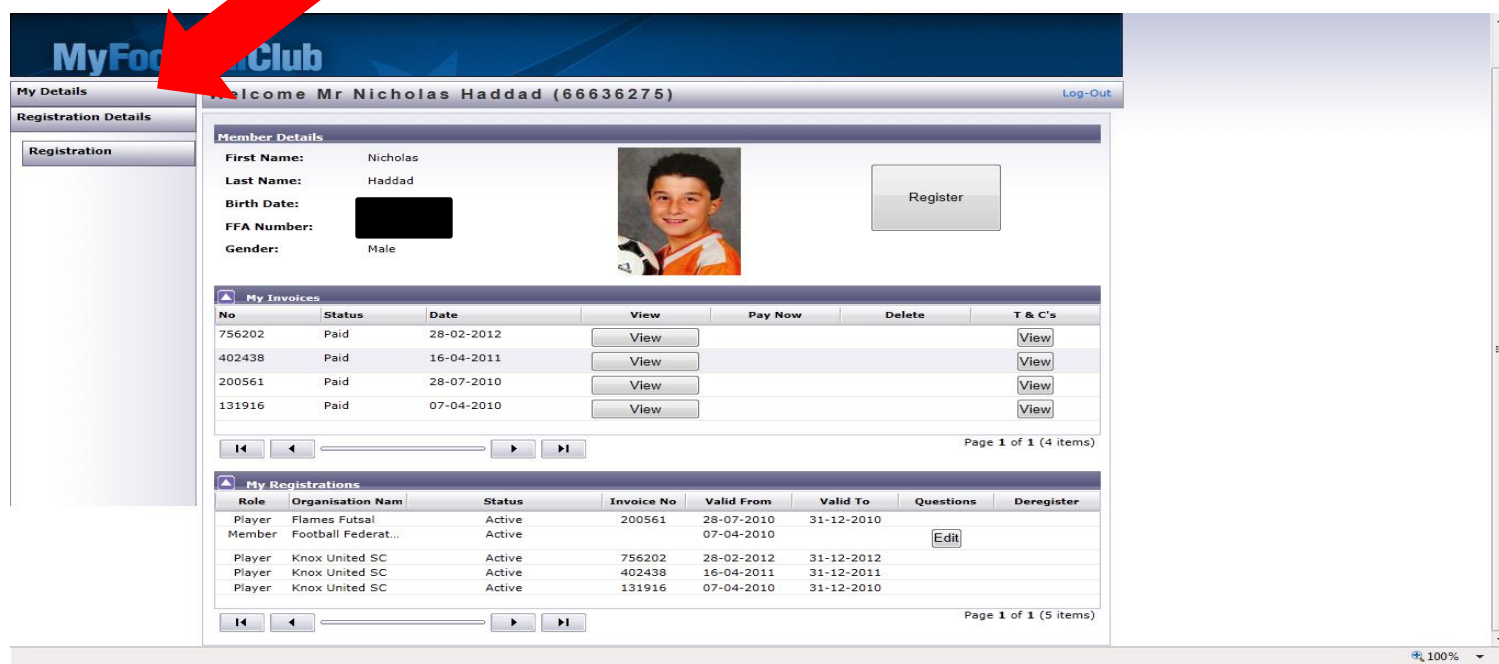 MyFoo Club
My Details
Welcome Mr Nicholas Haddad (66636275) Log-Out
Registration Details
Registration
Member Details
First Name: Nicholas
Last Name: Haddad
Birth Date:
FFA Number:
Gender: Male
Register
My Invoices
No Status Date View Pay Now Delete T & C's
756202 Paid 28-02-2012 View View
402438 Paid 16-04-2011 View View
200561 Paid 28-07-2010 View View
131916 Paid 07-04-2010 View View
Page 1 of 1 (4 items)
My Registrations
Role Organisation Nam Status Invoice No Valid From Valid To Questions Deregister
Player Flames Futsal Active 200561 28-07-2010 31-12-2010
Member Football Federat... Active 07-04-2010 Edit
Player Knox United SC Active 756202 28-02-2012 31-12-2012
Player Knox United SC Active 402438 16-04-2011 31-12-2011
Player Knox United SC Active 131916 07-04-2010 31-12-2010
Page 1 of 1 (5 items)
100%